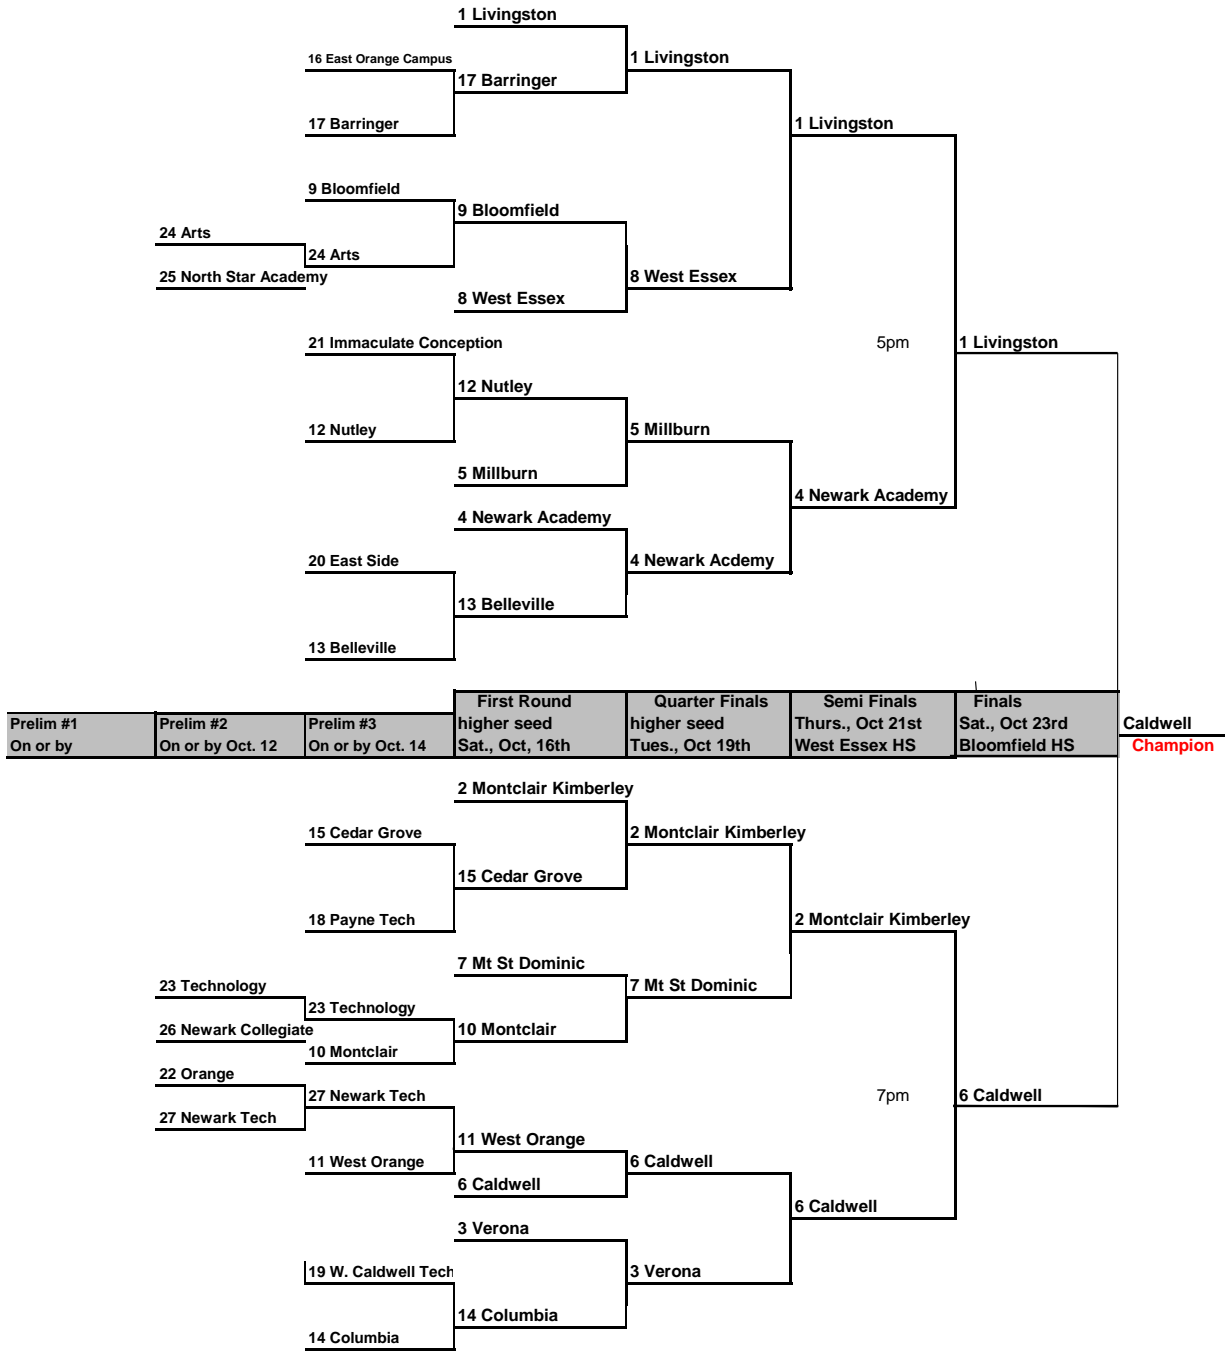 1 Livingston
16 East Orange Campus
1 Livingston
17 Barringer
17 Barringer
1 Livingston
9 Bloomfield
9 Bloomfield
24 Arts
24 Arts
25 North Star Academy
8 West Essex
8 West Essex
21 Immaculate Conception
5pm
1 Livingston
12 Nutley
12 Nutley
5 Millburn
5 Millburn
4 Newark Academy
4 Newark Academy
20 East Side
4 Newark Acdemy
13 Belleville
13 Belleville
First Round
Quarter Finals
Semi Finals
Finals
Prelim #1
Prelim #2
Prelim #3
higher seed
higher seed
Thurs., Oct 21st
Sat., Oct 23rd
Caldwell
On or by
On or by Oct. 12
On or by Oct. 14
Sat., Oct, 16th
Tues., Oct 19th
West Essex HS
Bloomfield HS
Champion
2 Montclair Kimberley
15 Cedar Grove
2 Montclair Kimberley
15 Cedar Grove
18 Payne Tech
2 Montclair Kimberley
7 Mt St Dominic
23 Technology
7 Mt St Dominic
23 Technology
26 Newark Collegiate
10 Montclair
10 Montclair
22 Orange
27 Newark Tech
7pm
6 Caldwell
27 Newark Tech
11 West Orange
11 West Orange
6 Caldwell
6 Caldwell
6 Caldwell
3 Verona
19 W. Caldwell Tech
3 Verona
14 Columbia
14 Columbia